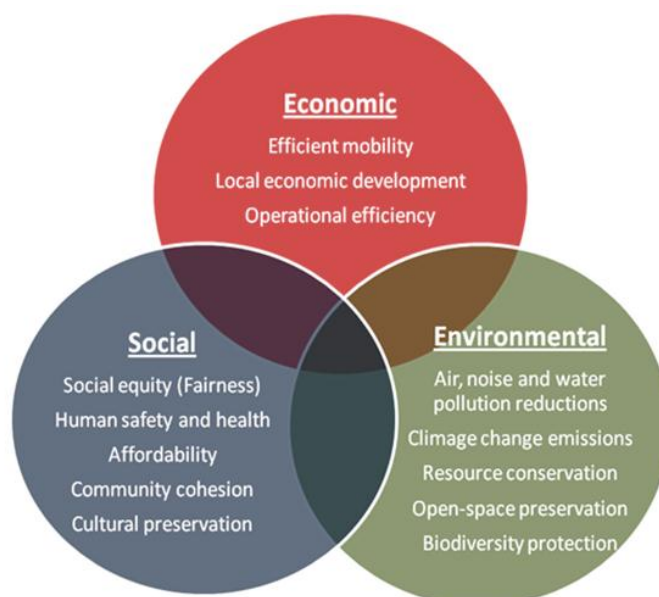 Economic
Efficient mobility
Local economic development
Operational efficiency
Social
Social equity (Fairness)
Human safety and health
Affordability
Community cohesion
Cultural preservation
Environmental
Air, noise and water
pollution reductions
Climage change emissions
Resource conservation
Open-space preservation
Biodiversity protection